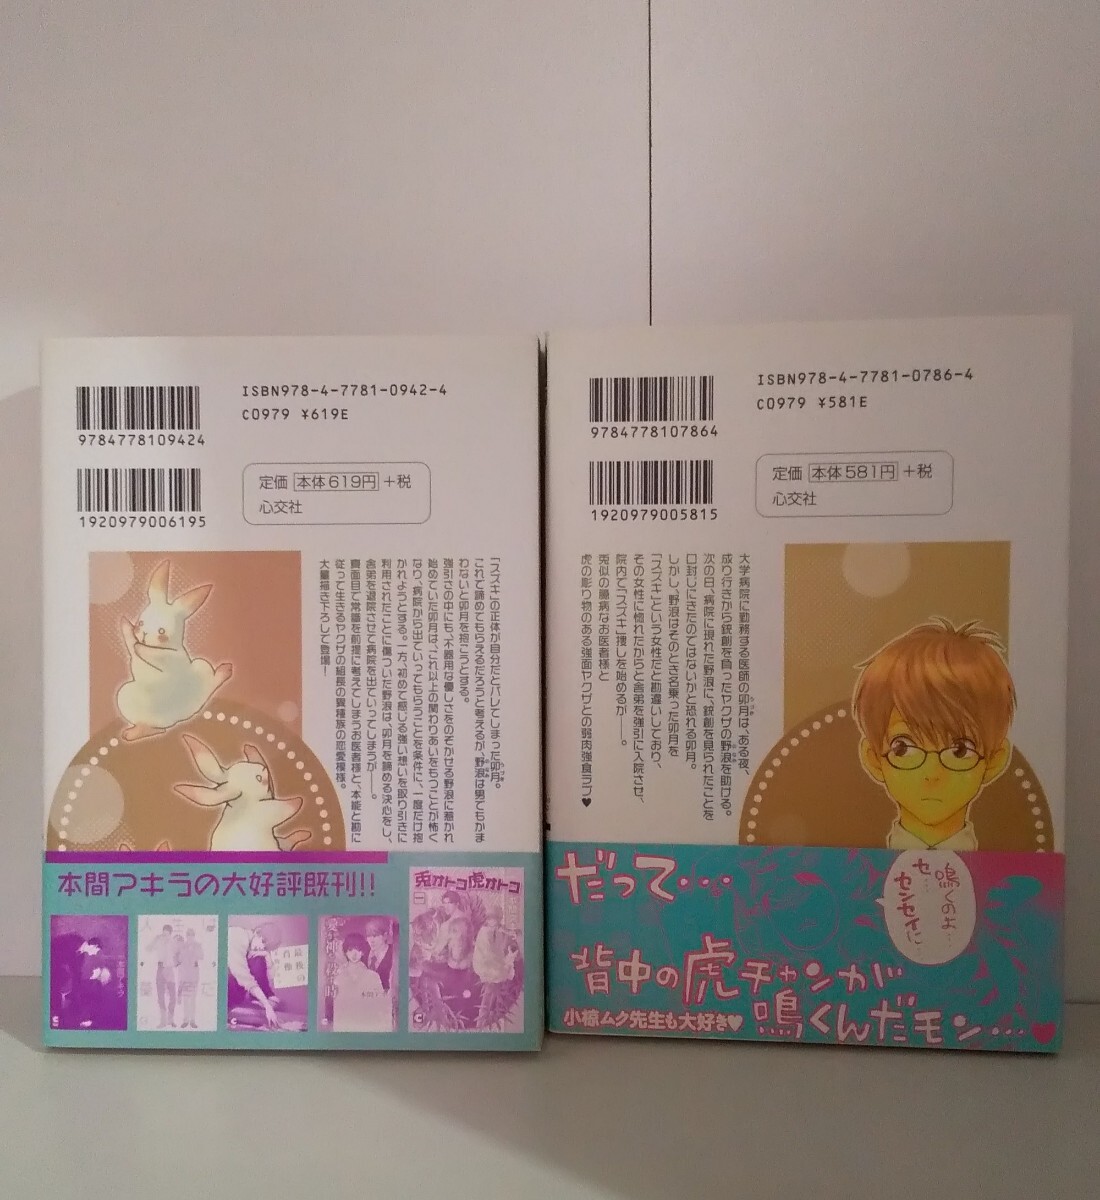 ISBN978-4-7781-0942-4
C0979 ¥619E
9784778109424
1920979006195
定価 本体619円 +税
心交社
「スズキ」の正体が自分だとバレてしまった卯月。
これで諦めてもらえるだろうと考えるが、野浪は男でもかま
わないと卯月を抱こうとする。
強引さの中にも、不器用な優しさをのぞかせる野浪に惹かれ
始めていた卯月は、これ以上の関わりあいをもつことが怖く
なり、病院から出ていってもらうことを条件に、一度だけ抱
かれようとする。一方、初めて感じる強い想いを取り引きに
利用されたことに傷ついた野浪は、卯月を諦める決心をし、
舎弟を退院させて病院を出ていってしまうが――。
真面目で常識を前提に考えてしまうお医者様と、本能と勘に
従って生きるヤクザの組長の異種族の恋愛模様。
大量描き下ろしで登場!
本間アキラの大好評既刊!!
兎オトコ虎オトコ
ISBN978-4-7781-0786-4
C0979 ¥581E
9784778107864
1920979005815
定価 本体581円 +税
心交社
大学病院に勤務する医師の卯月は、ある夜、
成り行きから銃創を負ったヤクザの野浪を助ける。
次の日、病院に現れた野浪に、銃創を見られたことを
口封じにきたのではないかと恐れる卯月。
しかし、野浪はそのとき名乗った卯月を
「スズキ」という女性だと勘違いしており、
その女性に惚れたからと舎弟を強引に入院させ、
院内で「スズキ」捜しを始めるが――。
兎似の臆病なお医者様と
虎の彫り物のある強面ヤクザとの弱肉強食ラブ♥
だって…
鳴くのよ…
セ…
センセイに…
背中の虎チャンが
鳴くんだモン…♥
小椋ムク先生も大好き♥